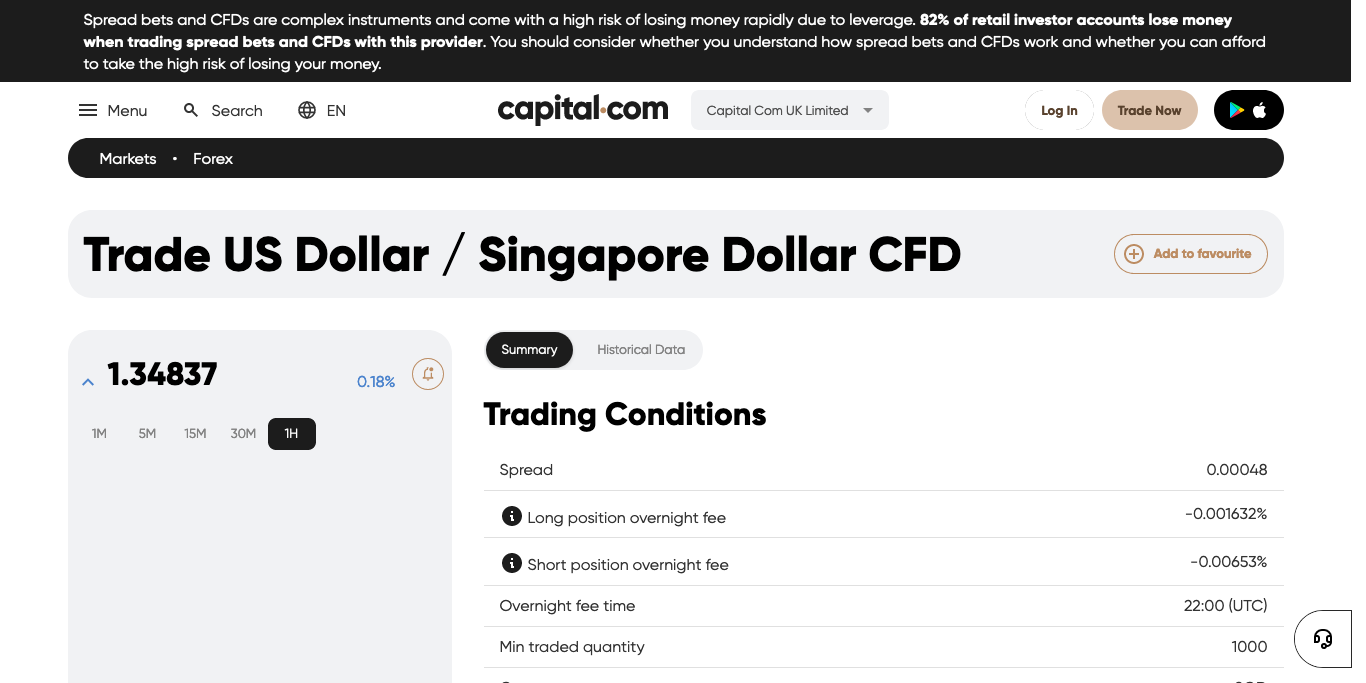 Spread bets and CFDs are complex instruments and come with a high risk of losing money rapidly due to leverage. 82% of retail investor accounts lose money
when trading spread bets and CFDs with this provider. You should consider whether you understand how spread bets and CFDs work and whether you can afford
to take the high risk of losing your money.
Menu Search EN capital.com Capital Com UK Limited Log In Trade Now
Markets • Forex
Trade US Dollar / Singapore Dollar CFD Add to favourite
1.34837 0.18%
1M 5M 15M 30M 1H
Summary Historical Data
Trading Conditions
Spread 0.00048
Long position overnight fee -0.001632%
Short position overnight fee -0.00653%
Overnight fee time 22:00 (UTC)
Min traded quantity 1000